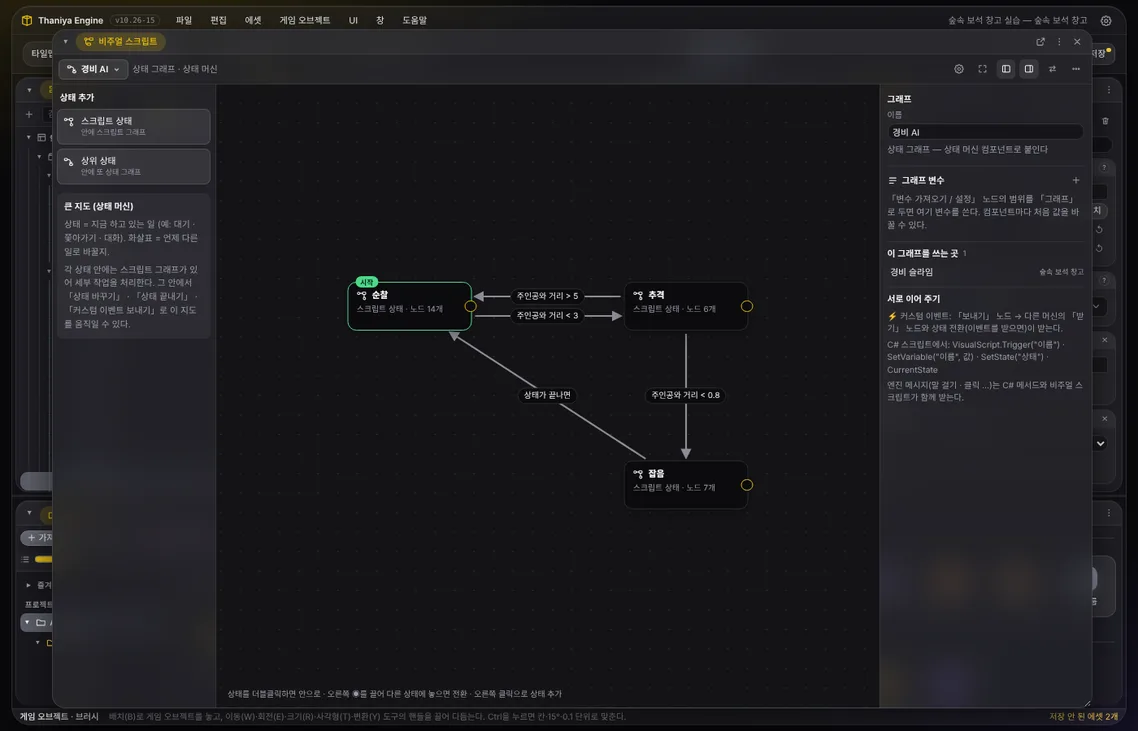 Thaniya Engine v10.26-15 파일 편집 에셋 게임 오브젝트 UI 창 도움말 숲속 보석 창고 실습 — 숲속 보석 창고
비주얼 스크립트
경비 AI 상태 그래프 · 상태 머신
상태 추가
스크립트 상태
안에 스크립트 그래프
상위 상태
안에 또 상태 그래프
큰 지도 (상태 머신)
상태 = 지금 하고 있는 일 (예: 대기 ·
쫓아가기 · 대화). 화살표 = 언제 다른
일로 바꿀지.
각 상태 안에는 스크립트 그래프가 있
어 세부 작업을 처리한다. 그 안에서
「상태 바꾸기」 · 「상태 끝내기」 ·
「커스텀 이벤트 보내기」로 이 지도
를 움직일 수 있다.
시작
순찰
스크립트 상태 · 노드 14개
주인공와 거리 > 5
주인공와 거리 < 3
추격
스크립트 상태 · 노드 6개
상태가 끝나면
주인공와 거리 < 0.8
잡음
스크립트 상태 · 노드 7개
상태를 더블클릭하면 안으로 · 오른쪽 ◉를 끌어 다른 상태에 놓으면 전환 · 오른쪽 클릭으로 상태 추가
그래프
이름
경비 AI
상태 그래프 — 상태 머신 컴포넌트로 붙인다
그래프 변수
「변수 가져오기 / 설정」 노드의 범위를 「그래프」
로 두면 여기 변수를 쓴다. 컴포넌트마다 처음 값을 바
꿀 수 있다.
이 그래프를 쓰는 곳 1
경비 슬라임 숲속 보석 창고
서로 이어 주기
⚡ 커스텀 이벤트: 「보내기」 노드 → 다른 머신의 「받
기」 노드와 상태 전환(이벤트를 받으면)이 받는다.
C# 스크립트에서: VisualScript.Trigger("이름") ·
SetVariable("이름", 값) · SetState("상태") ·
CurrentState
엔진 메시지(말 걸기 · 클릭 …)는 C# 메서드와 비주얼 스
크립트가 함께 받는다.
게임 오브젝트 · 브러시 배치(B)로 게임 오브젝트를 놓고, 이동(W)·회전(E)·크기(R)·사각형(T)·변환(Y) 도구의 핸들을 끌어 다듬는다. Ctrl을 누르면 칸·15°·0.1 단위로 맞춘다. 저장 안 된 에셋 2개